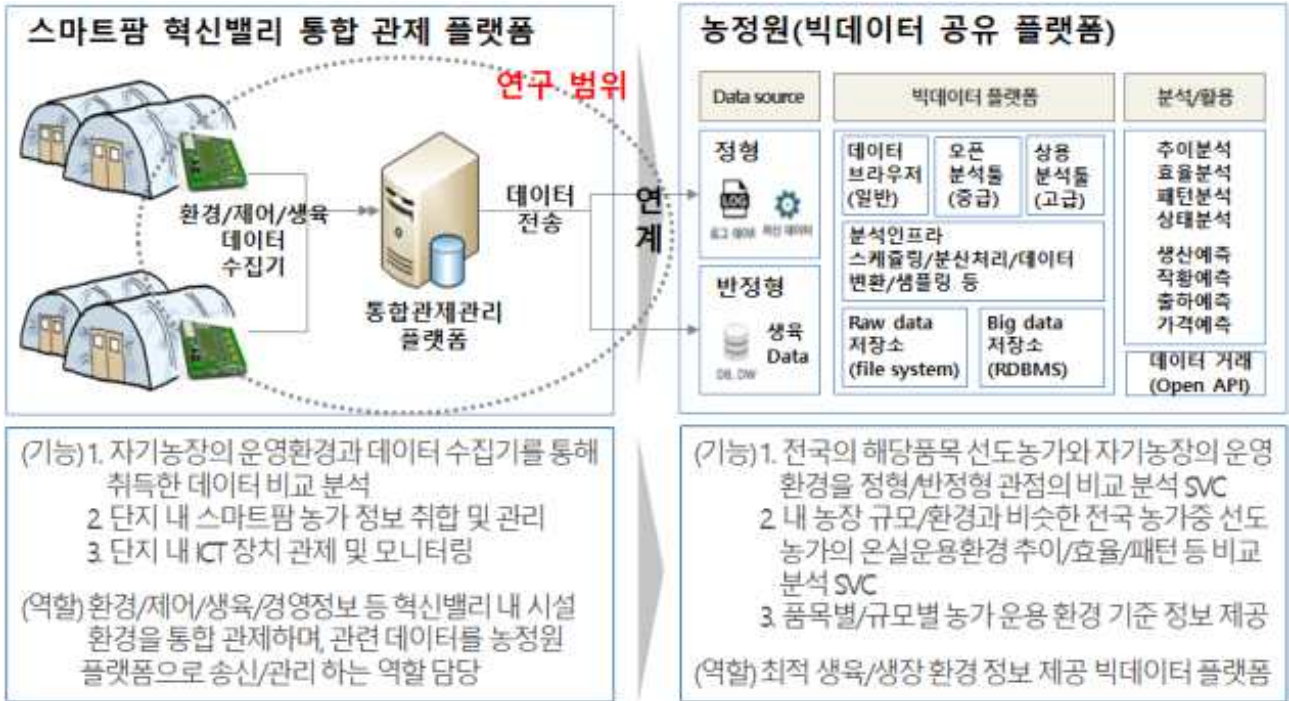 스마트팜 혁신밸리 통합 관제 플랫폼
연구 범위
환경/제어/생육
데이터
수집기
통합관제관리
플랫폼
데이터
전송
연
계
농정원(빅데이터 공유 플랫폼)
Data source
빅데이터 플랫폼
분석/활용
정형
LOG
로그 데이터
머신 데이터
반정형
생육
Data
DB, DW
데이터
브라우저
(일반)
오픈
분석툴
(중급)
상용
분석툴
(고급)
분석인프라
스케줄링/분산처리/데이터
변환/샘플링 등
Raw data
저장소
(file system)
Big data
저장소
(RDBMS)
추이분석
효율분석
패턴분석
상태분석
생산예측
작황예측
출하예측
가격예측
데이터 거래
(Open API)
(기능) 1. 자기농장의 운영환경과 데이터 수집기를 통해
취득한 데이터 비교 분석
2. 단지 내 스마트팜 농가 정보 취합 및 관리
3. 단지 내 ICT 장치 관제 및 모니터링
(역할) 환경/제어/생육/경영정보 등 혁신밸리 내 시설
환경을 통합 관제하며, 관련 데이터를 농정원
플랫폼으로 송신/관리 하는 역할 담당
(기능) 1. 전국의 해당품목 선도농가와 자기농장의 운영
환경을 정형/반정형 관점의 비교 분석 SVC
2. 내 농장 규모/환경과 비슷한 전국 농가중 선도
농가의 온실운용환경 추이/효율/패턴 등 비교
분석 SVC
3. 품목별/규모별 농가 운용 환경 기준 정보 제공
(역할) 최적 생육/생장 환경 정보 제공 빅데이터 플랫폼